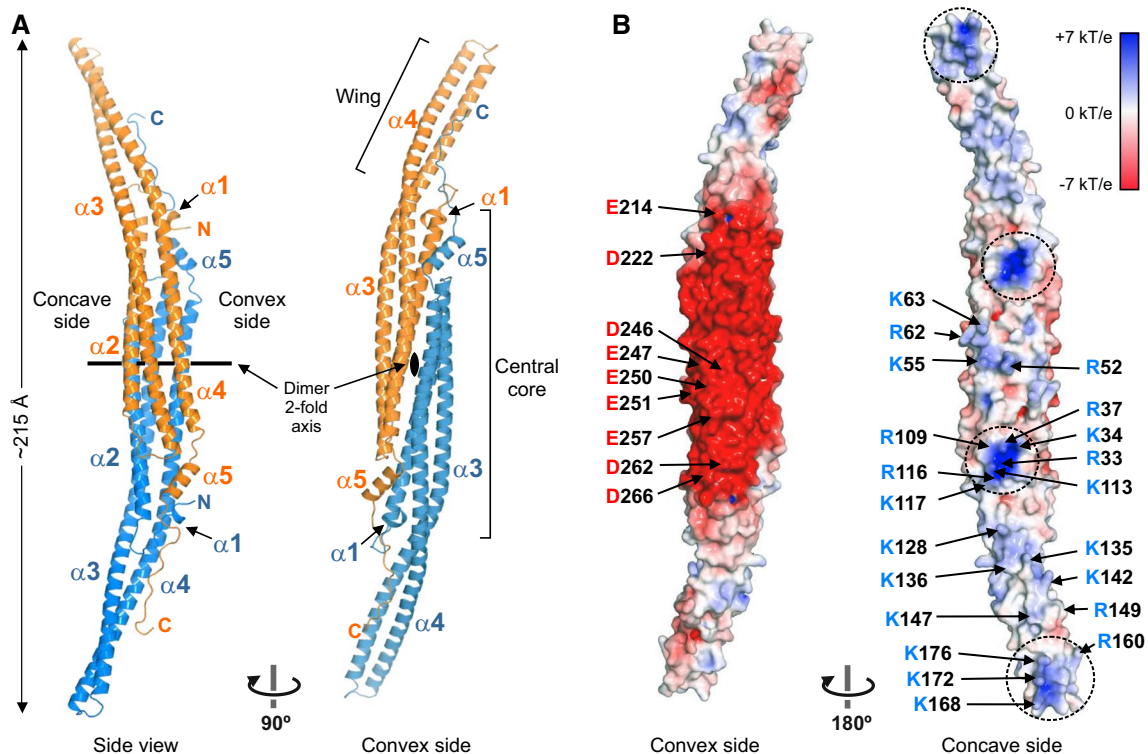 A
~215 Å
C
α3
α1
N
α5
Concave
side
Convex
side
α2
α4
α2
α5
N
α1
α3
α4
C
Side view
90º
Wing
α4
C
α1
α5
α3
Dimer
2-fold
axis
Central
core
α5
α3
α1
C
α4
Convex side
B
E214
D222
D246
E247
E250
E251
E257
D262
D266
Convex side
180º
+7 kT/e
0 kT/e
-7 kT/e
K63
R62
K55
R52
R37
R109
K34
R33
R116
K113
K117
K128
K135
K136
K142
K147
R149
R160
K176
K172
K168
Concave side